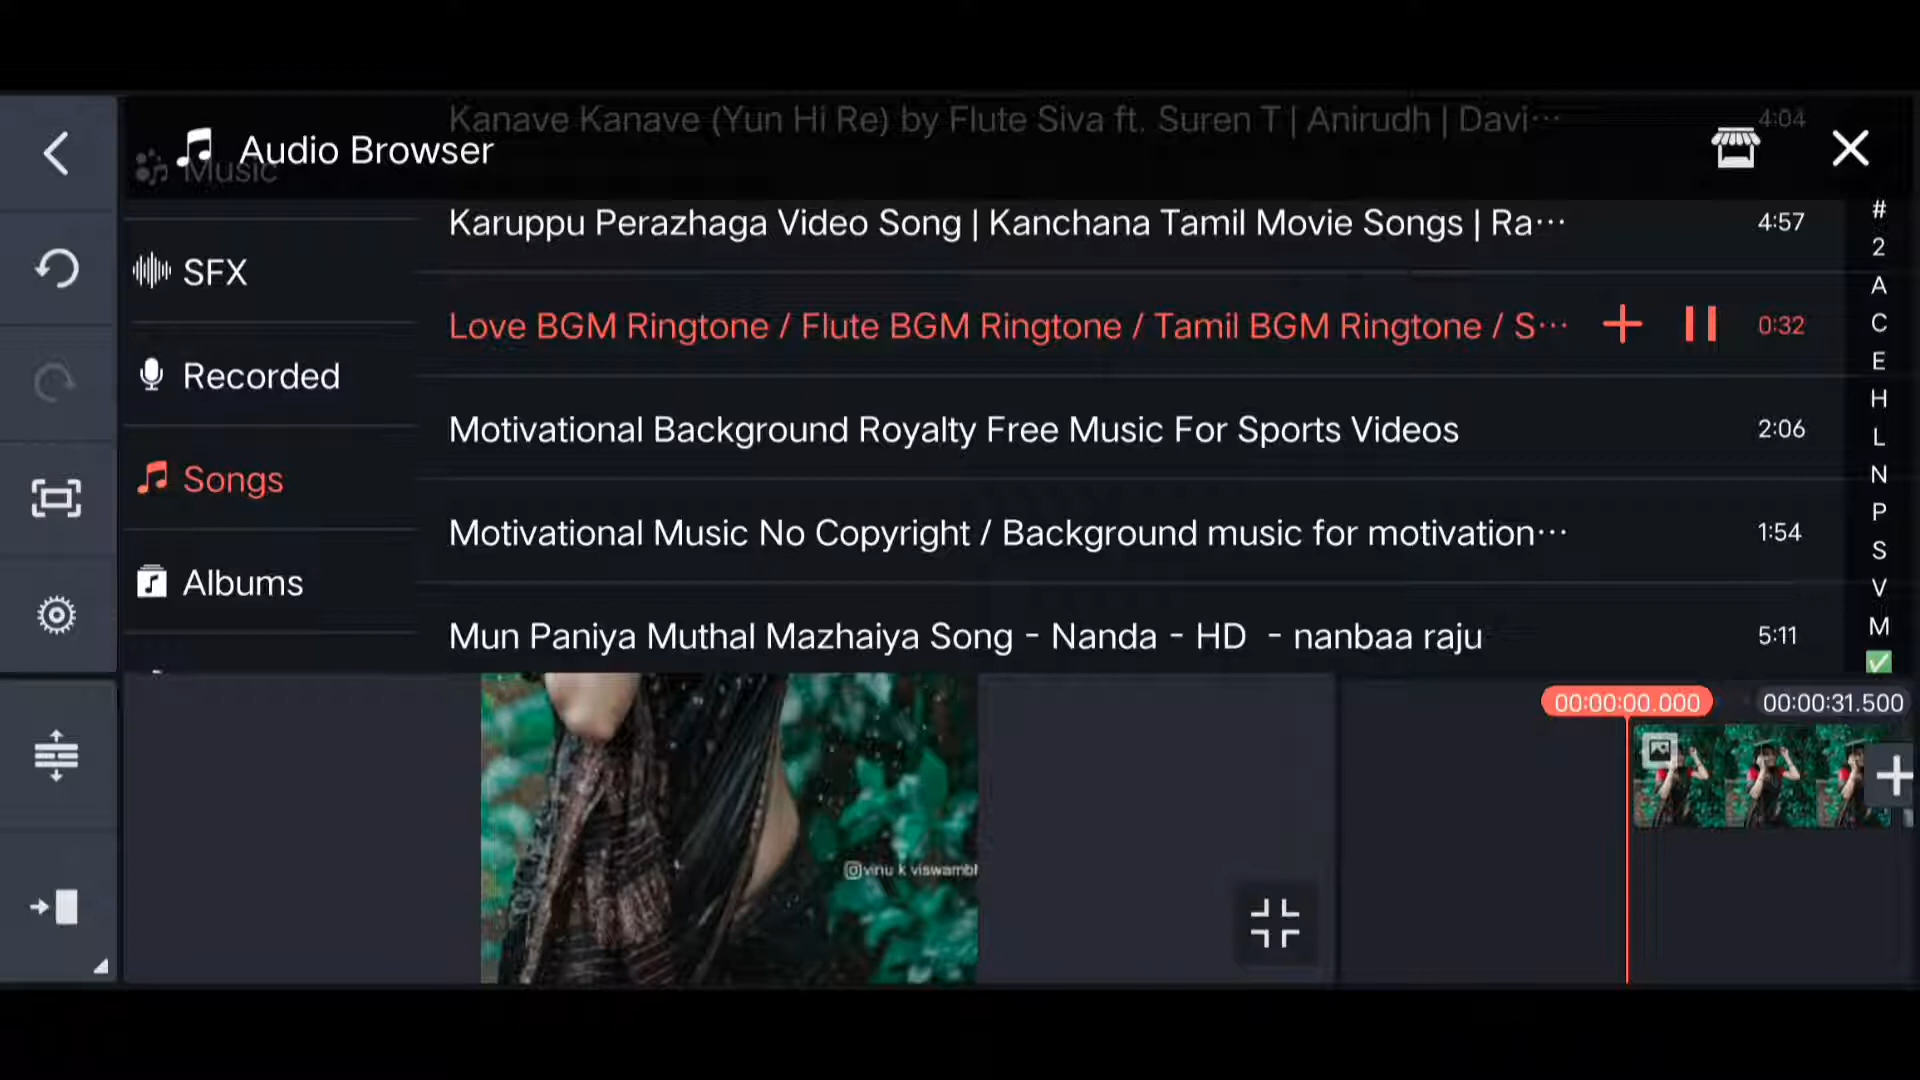 Kanave Kanave (Yun Hi Re) by Flute Siva ft. Suren T | Anirudh | Davi··· 4:04
Audio Browser
Music
Karuppu Perazhaga Video Song | Kanchana Tamil Movie Songs | Ra··· 4:57
SFX
Love BGM Ringtone / Flute BGM Ringtone / Tamil BGM Ringtone / S··· 0:32
Recorded
Motivational Background Royalty Free Music For Sports Videos 2:06
Songs
Motivational Music No Copyright / Background music for motivation··· 1:54
Albums
Mun Paniya Muthal Mazhaiya Song - Nanda - HD - nanbaa raju 5:11
#
2
A
C
E
H
L
N
P
S
V
M
00:00:00.000
00:00:31.500
vinu k viswambh